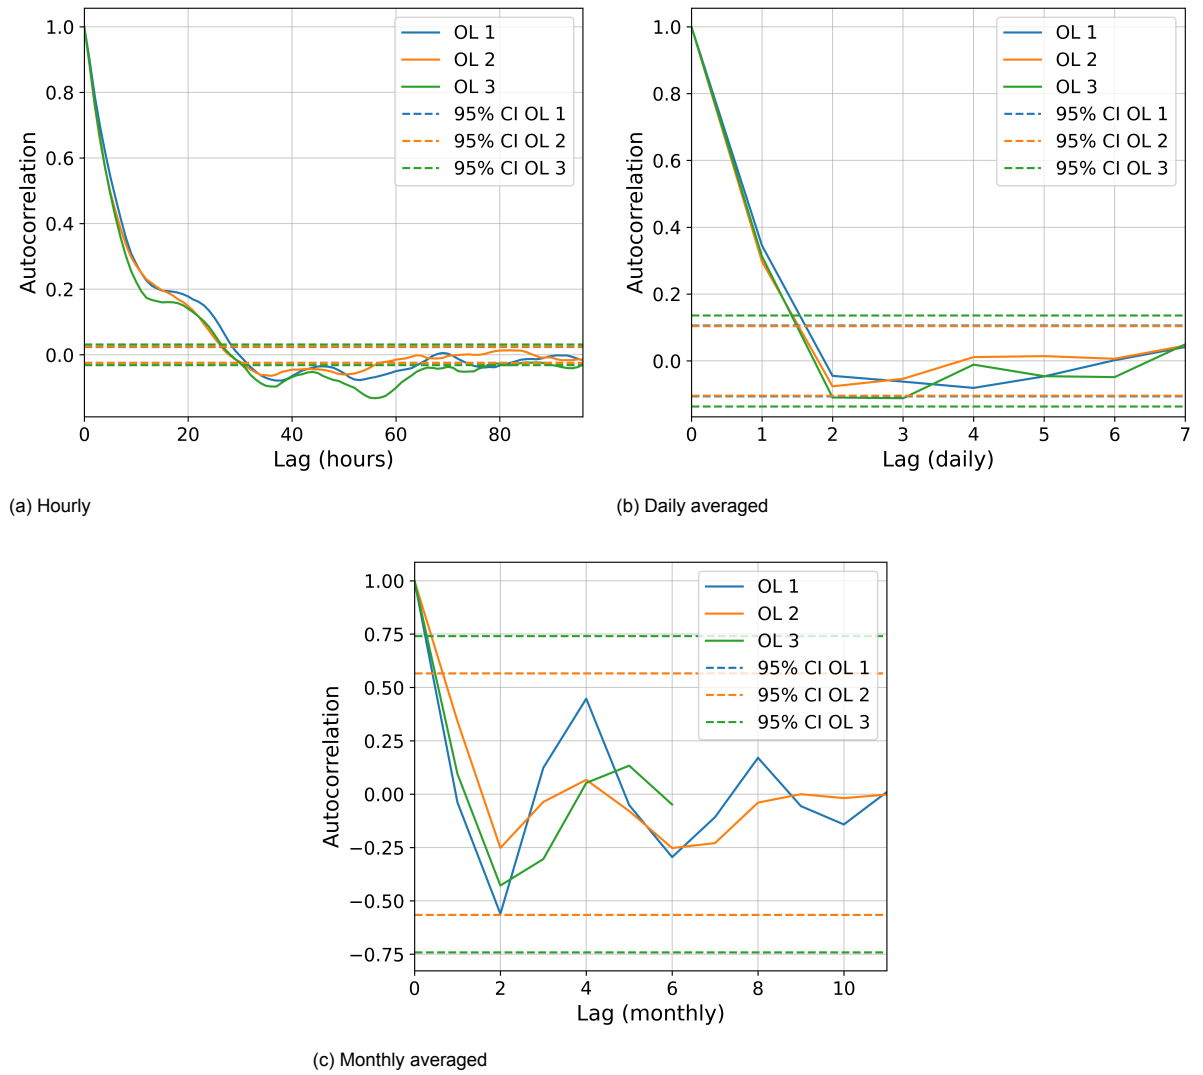 1.0
0.8
0.6
0.4
0.2
0.0
Autocorrelation
0 20 40 60 80
Lag (hours)
OL 1
OL 2
OL 3
95% CI OL 1
95% CI OL 2
95% CI OL 3
(a) Hourly
1.0
0.8
0.6
0.4
0.2
0.0
Autocorrelation
0 1 2 3 4 5 6 7
Lag (daily)
OL 1
OL 2
OL 3
95% CI OL 1
95% CI OL 2
95% CI OL 3
(b) Daily averaged
1.00
0.75
0.50
0.25
0.00
−0.25
−0.50
−0.75
Autocorrelation
0 2 4 6 8 10
Lag (monthly)
OL 1
OL 2
OL 3
95% CI OL 1
95% CI OL 2
95% CI OL 3
(c) Monthly averaged